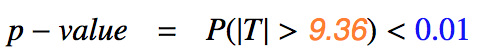 p − value = P(|T| > 9.36) < 0.01